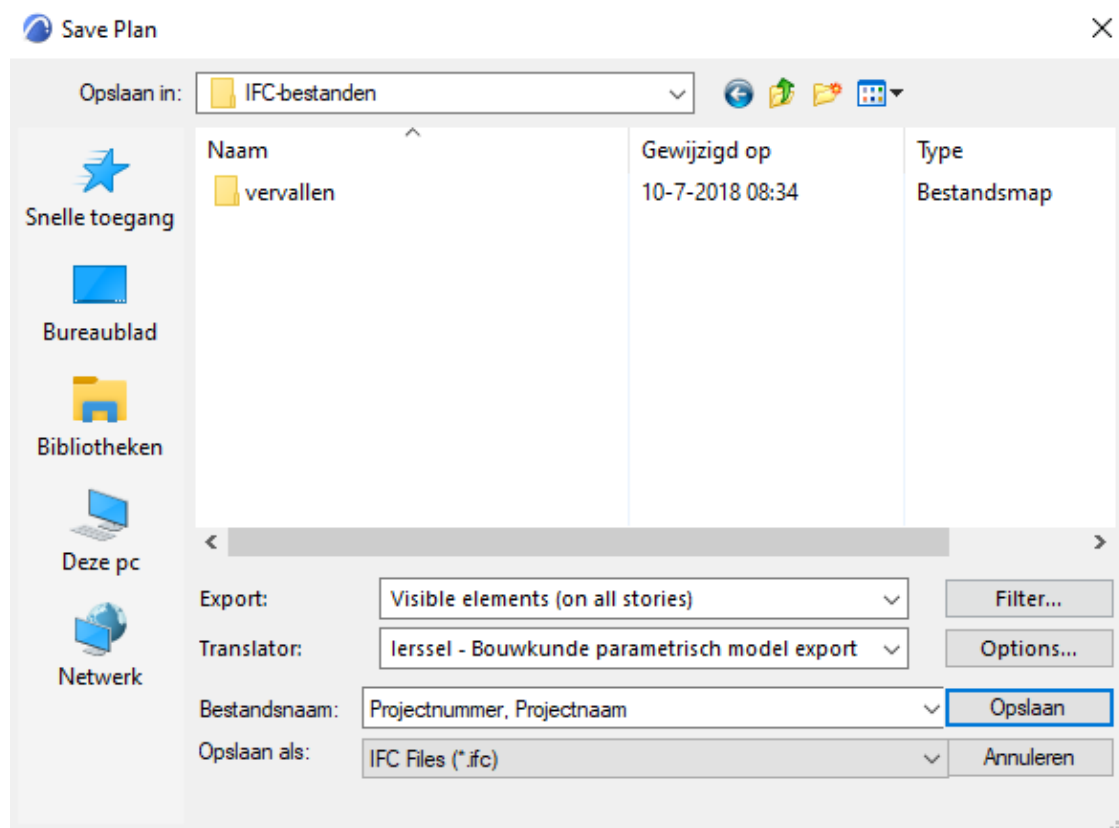 Save Plan
Opslaan in: IFC-bestanden
Naam Gewijzigd op Type
vervallen 10-7-2018 08:34 Bestandsmap
Snelle toegang
Bureaublad
Bibliotheken
Deze pc
Netwerk
Export: Visible elements (on all stories) Filter...
Translator: Ierssel - Bouwkunde parametrisch model export Options...
Bestandsnaam: Projectnummer, Projectnaam Opslaan
Opslaan als: IFC Files (*.ifc) Annuleren